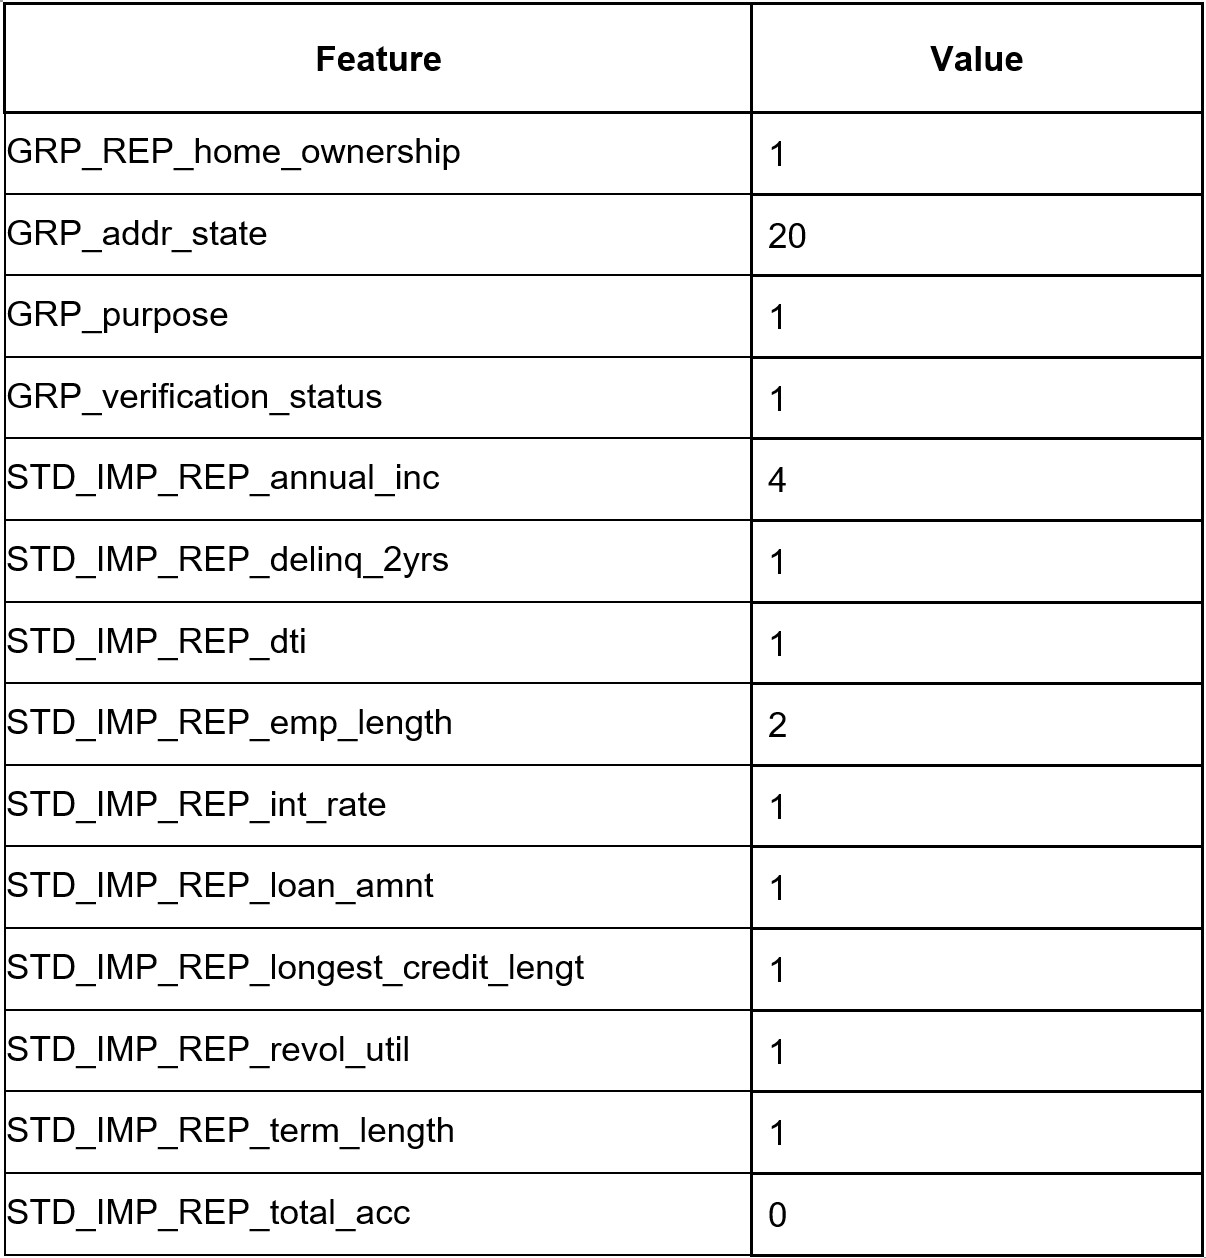 Feature Value
GRP_REP_home_ownership 1
GRP_addr_state 20
GRP_purpose 1
GRP_verification_status 1
STD_IMP_REP_annual_inc 4
STD_IMP_REP_delinq_2yrs 1
STD_IMP_REP_dti 1
STD_IMP_REP_emp_length 2
STD_IMP_REP_int_rate 1
STD_IMP_REP_loan_amnt 1
STD_IMP_REP_longest_credit_lengt 1
STD_IMP_REP_revol_util 1
STD_IMP_REP_term_length 1
STD_IMP_REP_total_acc 0